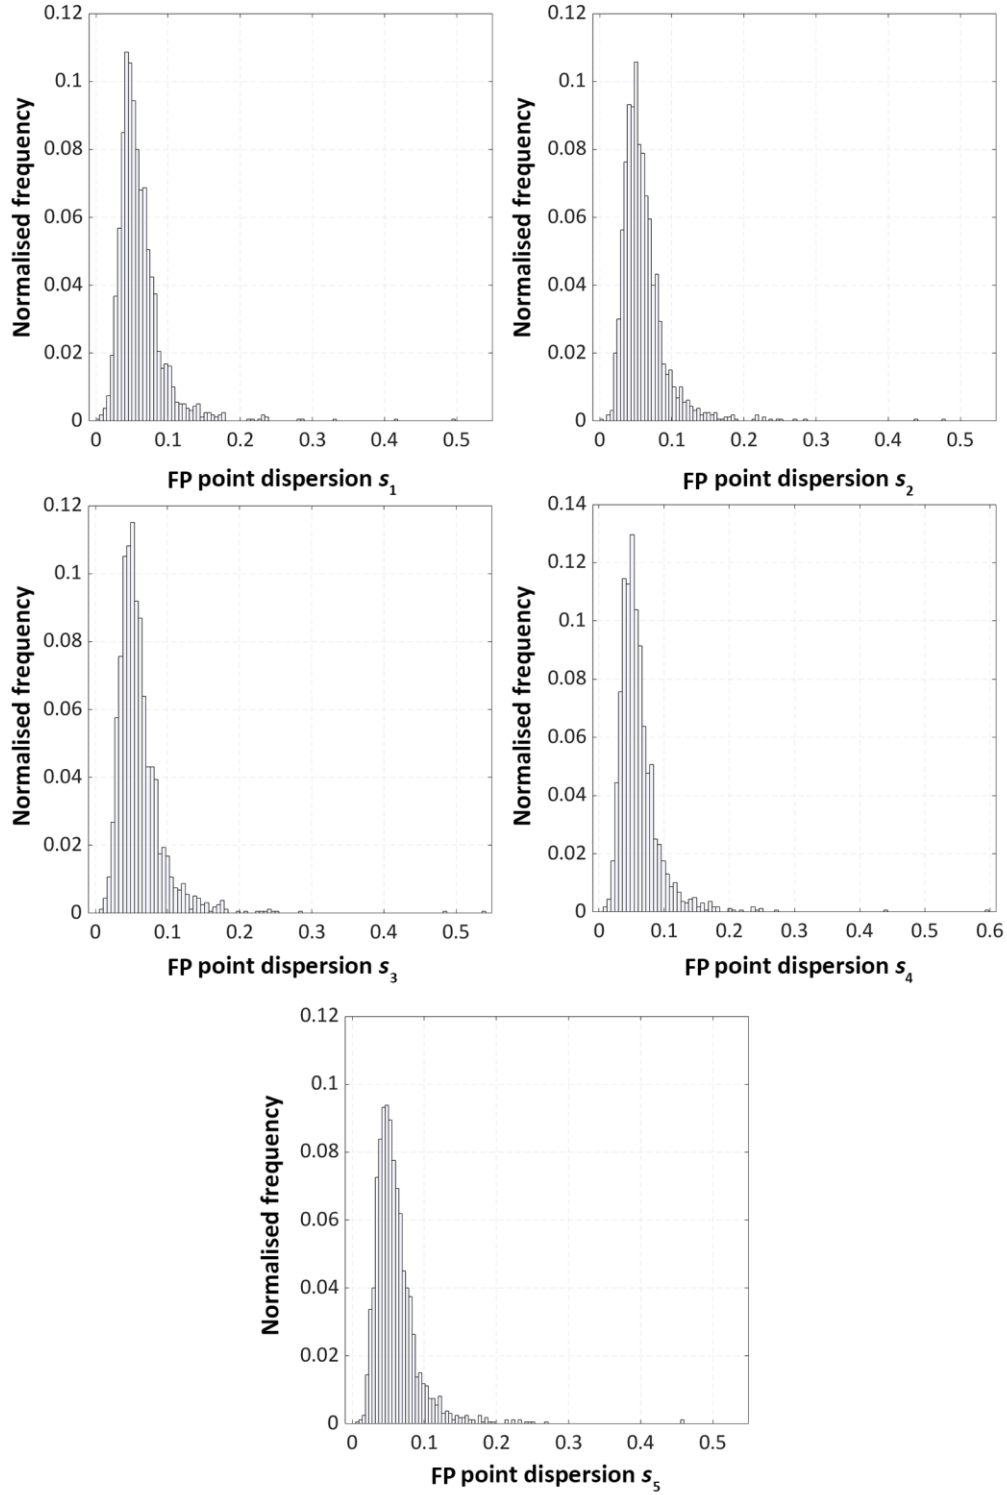 0.12
0.1
0.08
0.06
0.04
0.02
0
0 0.1 0.2 0.3 0.4 0.5
Normalised frequency
FP point dispersion s1
0.12
0.1
0.08
0.06
0.04
0.02
0
0 0.1 0.2 0.3 0.4 0.5
Normalised frequency
FP point dispersion s2
0.12
0.1
0.08
0.06
0.04
0.02
0
0 0.1 0.2 0.3 0.4 0.5
Normalised frequency
FP point dispersion s3
0.14
0.12
0.1
0.08
0.06
0.04
0.02
0
0 0.1 0.2 0.3 0.4 0.5 0.6
Normalised frequency
FP point dispersion s4
0.12
0.1
0.08
0.06
0.04
0.02
0
0 0.1 0.2 0.3 0.4 0.5
Normalised frequency
FP point dispersion s5